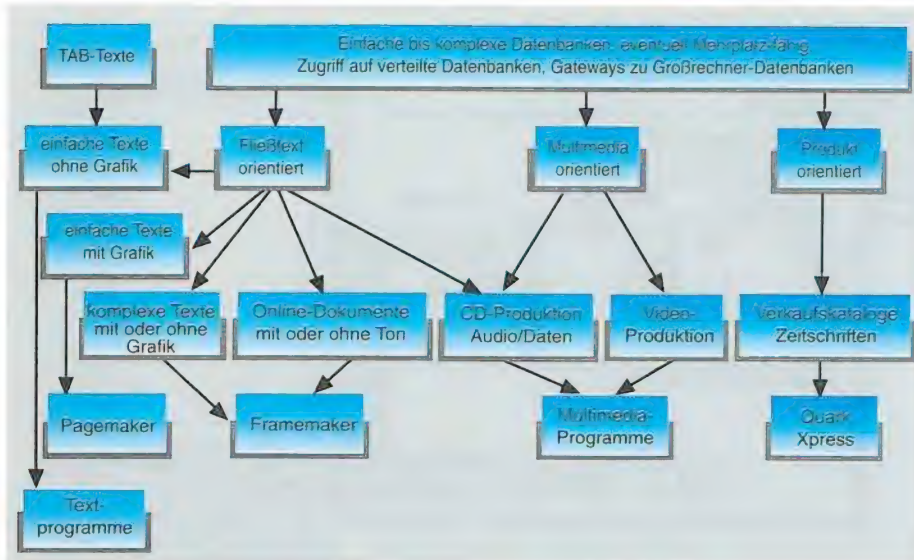 TAB-Texte
Einfache bis komplexe Datenbanken, eventuell Mehrplatz-fähig
Zugriff auf verteilte Datenbanken, Gateways zu Großrechner-Datenbanken
einfache Texte
ohne Grafik
Fließtext
orientiert
Multimedia
orientiert
Produkt
orientiert
einfache Texte
mit Grafik
komplexe Texte
mit oder ohne
Grafik
Online-Dokumente
mit oder ohne Ton
CD-Produktion
Audio/Daten
Video-
Produktion
Verkaufskataloge
Zeitschriften
Pagemaker
Framemaker
Multimedia-
Programme
Quark
Xpress
Text-
programme